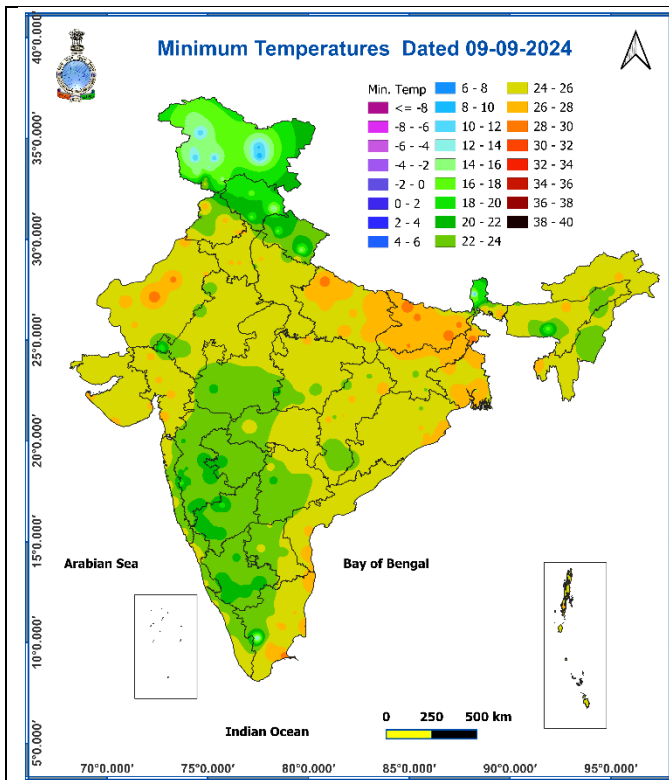 Minimum Temperatures Dated 09-09-2024
Min. Temp
<= -8
-8 - -6
-6 - -4
-4 - -2
-2 - 0
0 - 2
2 - 4
4 - 6
6 - 8
8 - 10
10 - 12
12 - 14
14 - 16
16 - 18
18 - 20
20 - 22
22 - 24
24 - 26
26 - 28
28 - 30
30 - 32
32 - 34
34 - 36
36 - 38
38 - 40
40°0.000'
35°0.000'
30°0.000'
25°0.000'
20°0.000'
15°0.000'
10°0.000'
5°0.000'
Arabian Sea
Bay of Bengal
Indian Ocean
0 250 500 km
70°0.000' 75°0.000' 80°0.000' 85°0.000' 90°0.000' 95°0.000'